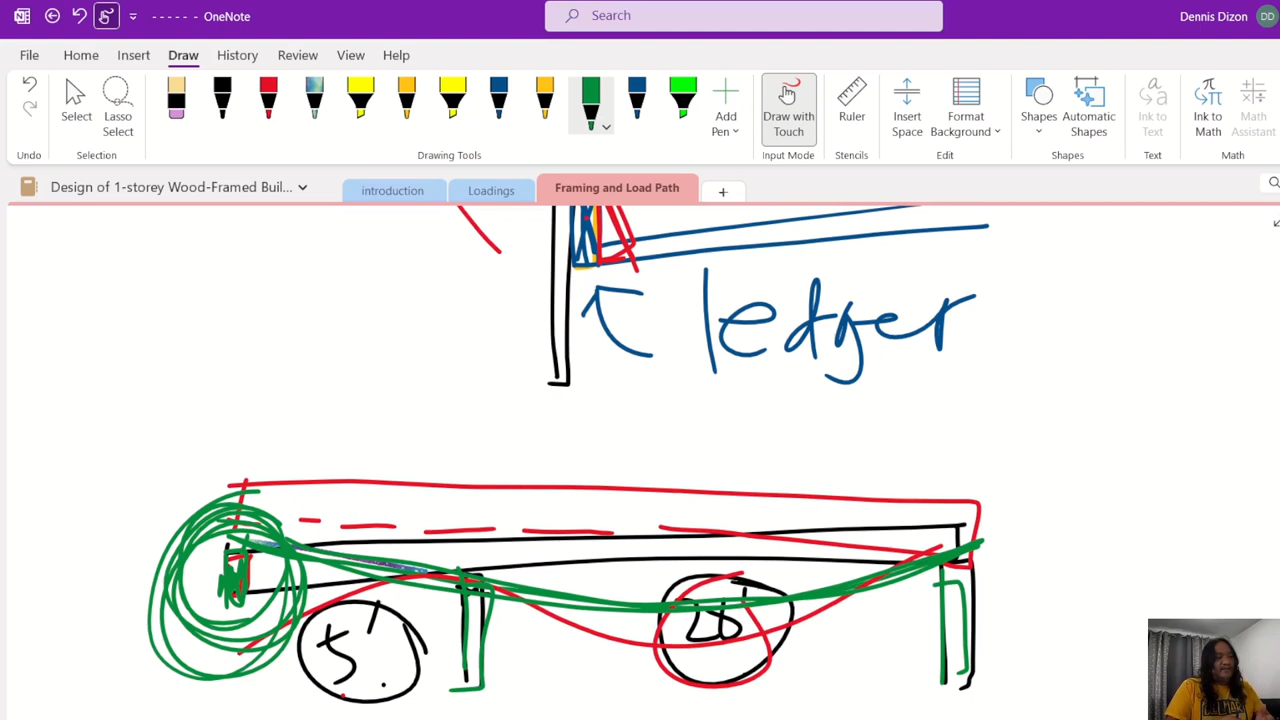 - - - - - - OneNote
Search
Dennis Dizon
DD
File Home Insert Draw History Review View Help
Select
Lasso Select
Add Pen
Draw with Touch
Ruler
Insert Space
Format Background
Shapes
Automatic Shapes
Ink to Text
Ink to Math
Math Assistant
Undo
Selection
Drawing Tools
Input Mode
Stencils
Edit
Shapes
Text
Math
Design of 1-storey Wood-Framed Buil...
introduction
Loadings
Framing and Load Path
ledger
5'